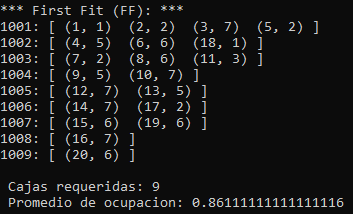 *** First Fit (FF): ***
1001: [ (1, 1)  (2, 2)  (3, 7)  (5, 2) ]
1002: [ (4, 5)  (6, 6)  (18, 1) ]
1003: [ (7, 2)  (8, 6)  (11, 3) ]
1004: [ (9, 5)  (10, 7) ]
1005: [ (12, 7)  (13, 5) ]
1006: [ (14, 7)  (17, 2) ]
1007: [ (15, 6)  (19, 6) ]
1008: [ (16, 7) ]
1009: [ (20, 6) ]
Cajas requeridas: 9
Promedio de ocupacion: 0.86111111111111116